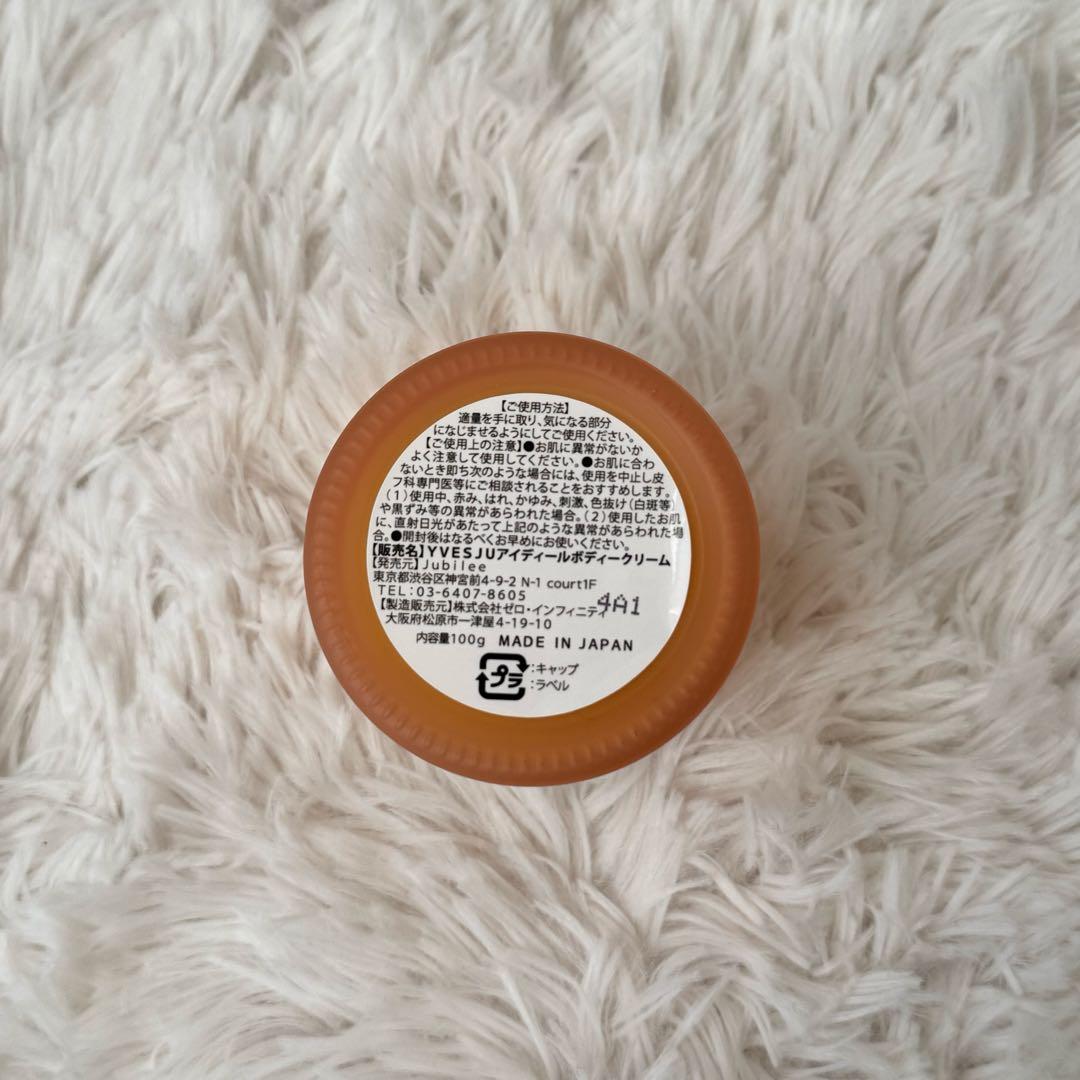 【ご使用方法】
適量を手に取り、気になる部分
になじませるようにしてご使用ください。
【ご使用上の注意】●お肌に異常がないか
よく注意して使用してください。●お肌に合わ
ないとき即ち次のような場合には、使用を中止し皮
フ科専門医等にご相談されることをおすすめします。
(1)使用中、赤み、はれ、かゆみ、刺激、色抜け(白斑等)
や黒ずみ等の異常があらわれた場合。(2)使用したお肌
に、直射日光があたって上記のような異常があらわれた場
合。●開封後はなるべくお早めにお使いください。
【販売名】YVESJUアイディールボディークリーム
【発売元】Jubilee
東京都渋谷区神宮前4-9-2 N-1 court1F
TEL:03-6407-8605
【製造販売元】株式会社ゼロ・インフィニティ 4A1
大阪府松原市一津屋4-19-10
内容量100g MADE IN JAPAN
プラ :キャップ
:ラベル